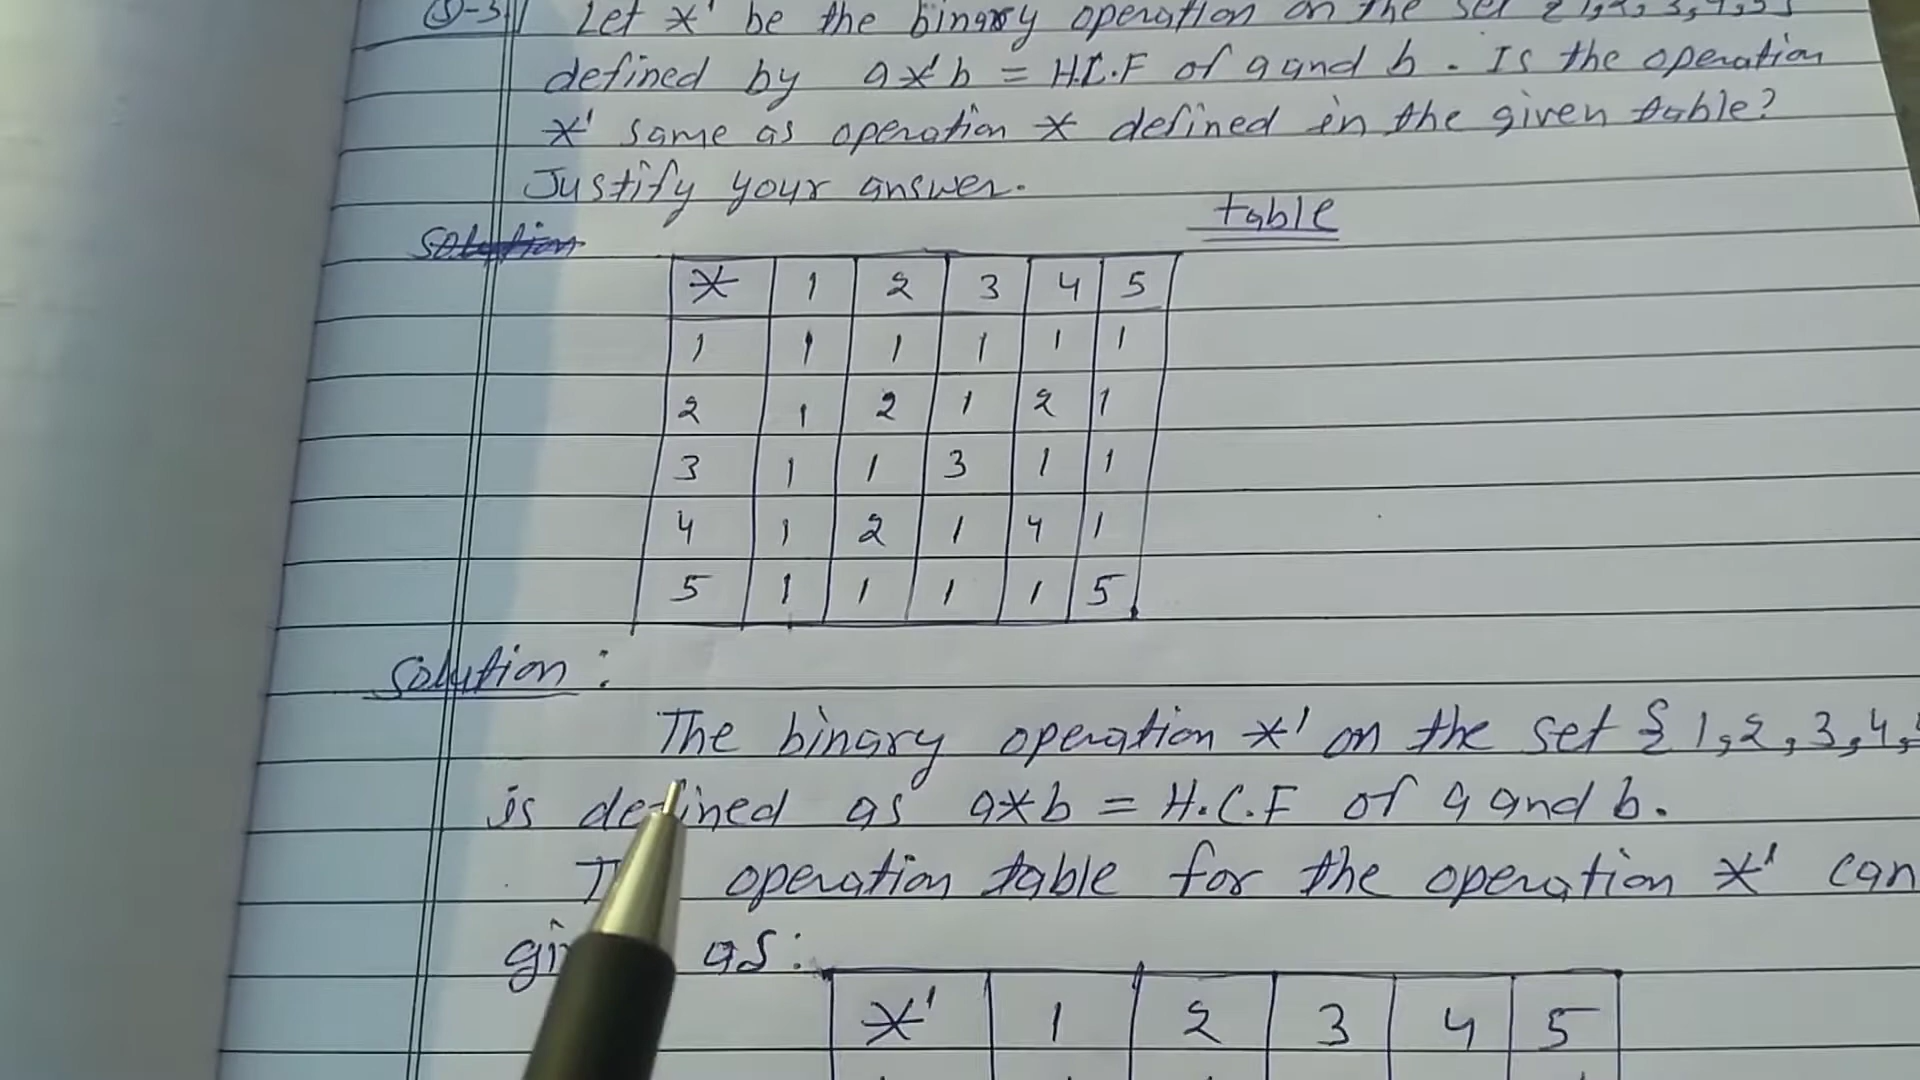 Let *' be the binary operation on the set {1,2,3,4,5}
defined by a*'b = H.C.F of a and b. Is the operation
*' same as operation * defined in the given table?
Justify your answer.
table
Solution
* 1 2 3 4 5
1 1 1 1 1 1
2 1 2 1 2 1
3 1 1 3 1 1
4 1 2 1 4 1
5 1 1 1 1 5
Solution:
The binary operation *' on the set {1,2,3,4,
is defined as a*b = H.C.F of a and b.
operation table for the operation *' can
as:
*' 1 2 3 4 5